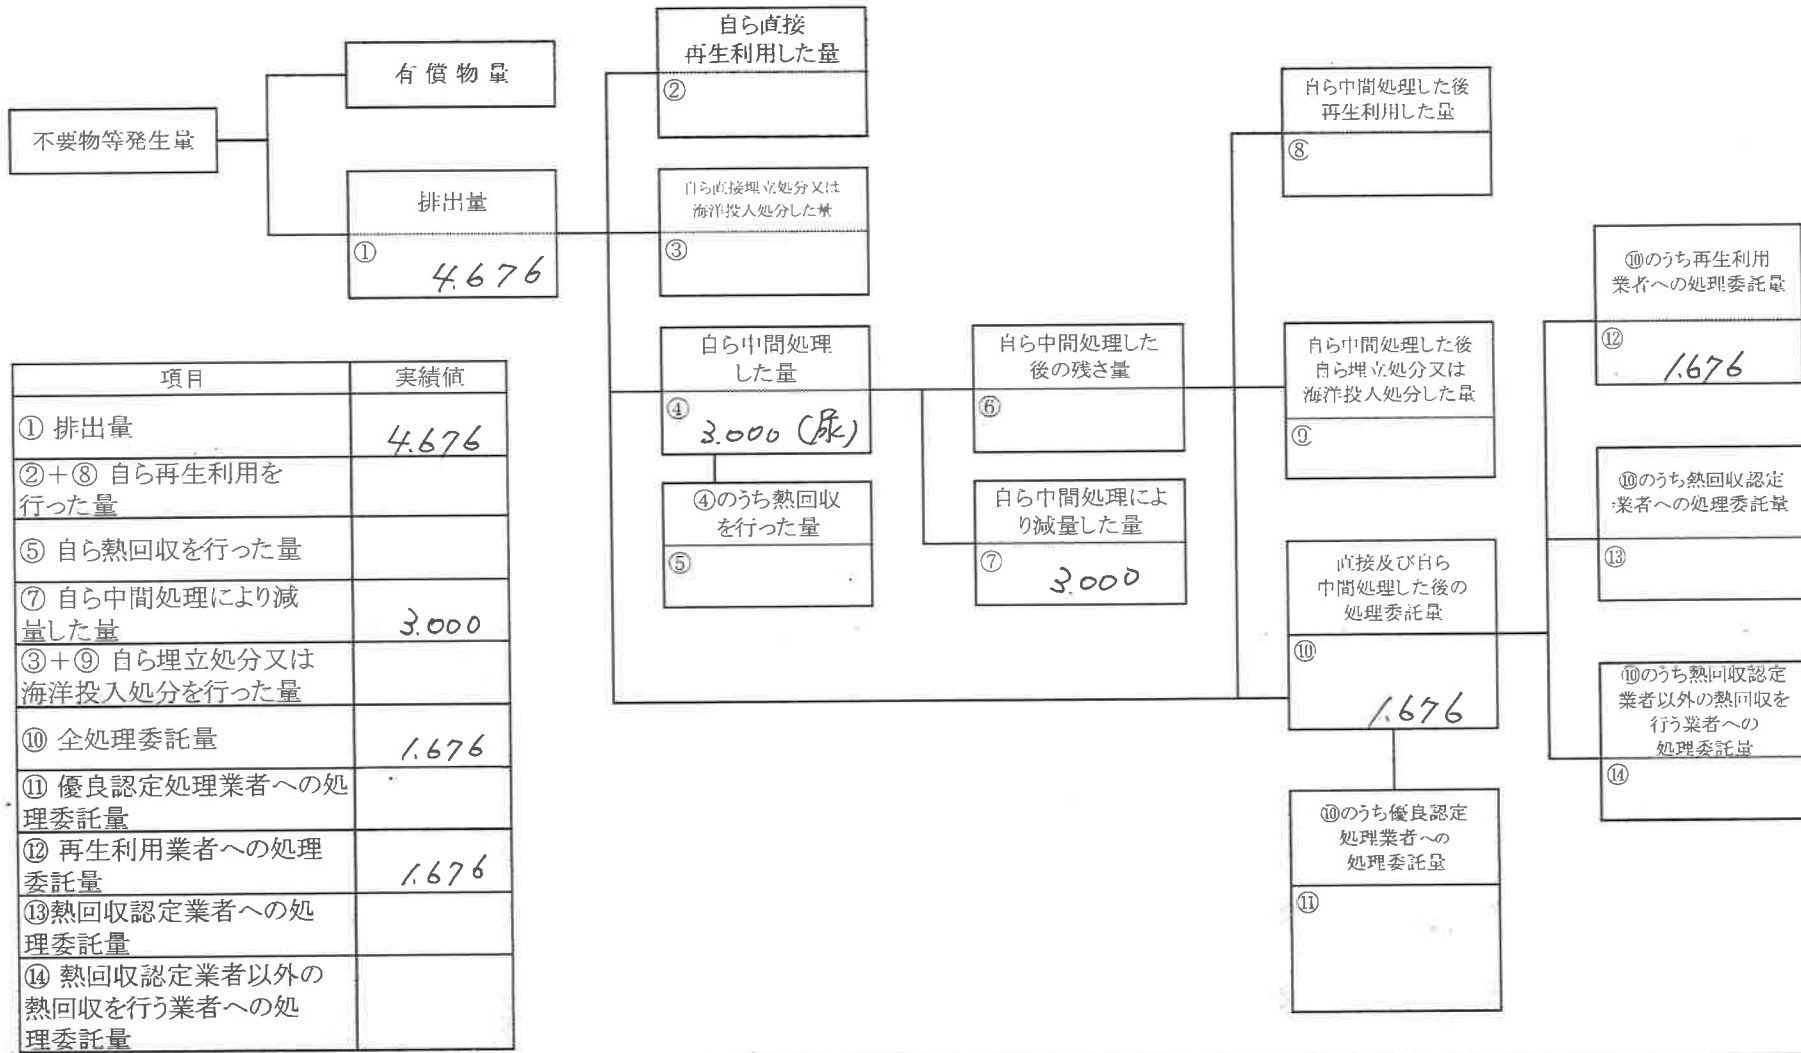 不要物等発生量
有償物量
排出量
①
4.676
自ら直接
再生利用した量
②
自ら直接埋立処分又は
海洋投入処分した量
③
自ら中間処理
した量
④
3.000 (尿)
④のうち熱回収
を行った量
⑤
自ら中間処理した
後の残さ量
⑥
自ら中間処理によ
り減量した量
⑦
3.000
自ら中間処理した後
再生利用した量
⑧
自ら中間処理した後
自ら埋立処分又は
海洋投入処分した量
⑨
直接及び自ら
中間処理した後の
処理委託量
⑩
1.676
⑩のうち優良認定
処理業者への
処理委託量
⑪
⑩のうち再生利用
業者への処理委託量
⑫
1.676
⑩のうち熱回収認定
業者への処理委託量
⑬
⑩のうち熱回収認定
業者以外の熱回収を
行う業者への
処理委託量
⑭
項目 実績値
① 排出量 4.676
②+⑧ 自ら再生利用を
行った量
⑤ 自ら熱回収を行った量
⑦ 自ら中間処理により減
量した量 3.000
③+⑨ 自ら埋立処分又は
海洋投入処分を行った量
⑩ 全処理委託量 1.676
⑪ 優良認定処理業者への処
理委託量
⑫ 再生利用業者への処理
委託量 1.676
⑬熱回収認定業者への処
理委託量
⑭ 熱回収認定業者以外の
熱回収を行う業者への処
理委託量